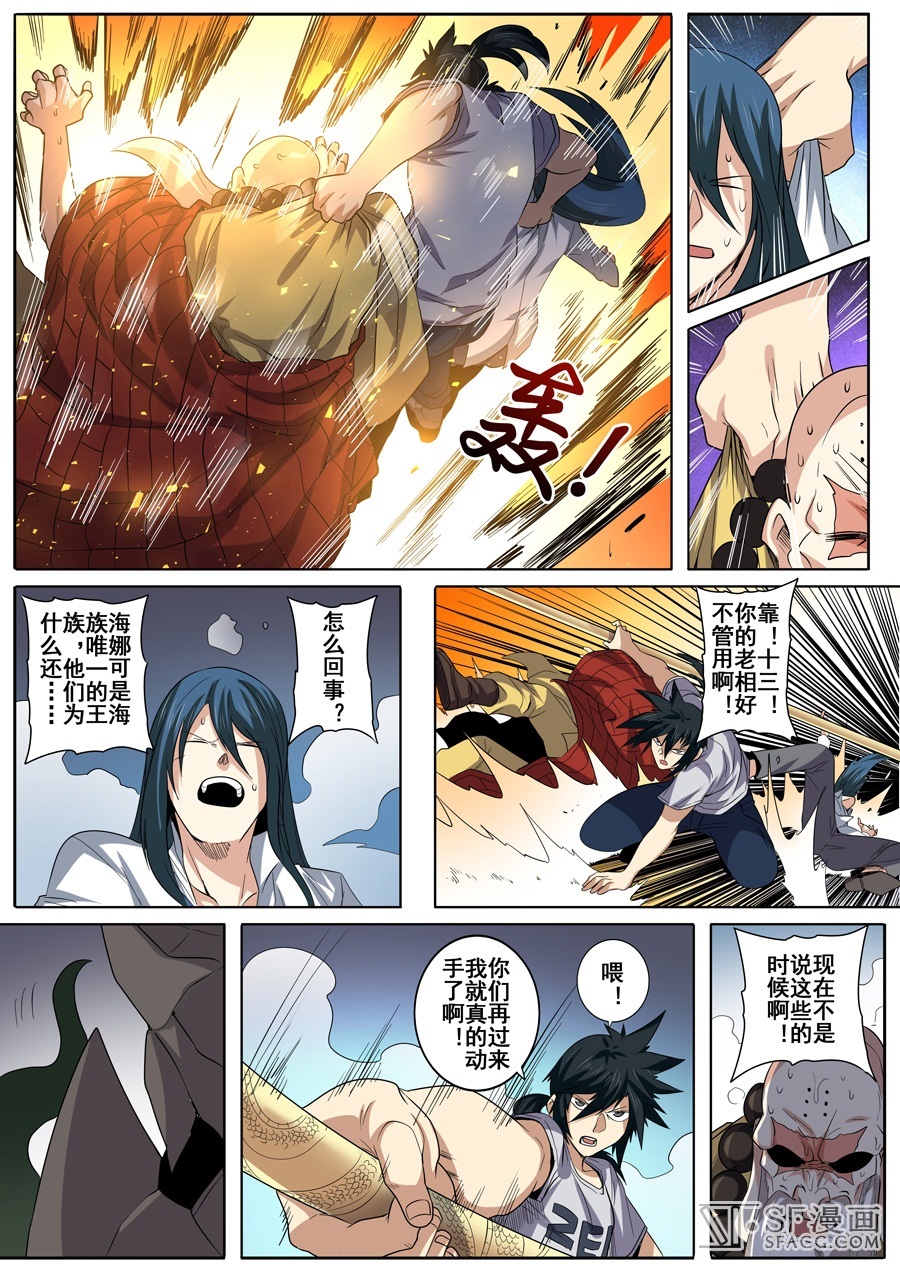 轰！
靠！十三！
你的老相好
不管用啊！
怎么回事？
海娜可是海
族唯一的王
族，他们为
什么还……
现在不是
说这些的
时候啊！
喂！
你们再过来
我就真的动
手了啊！
SF漫画
SFACG.COM